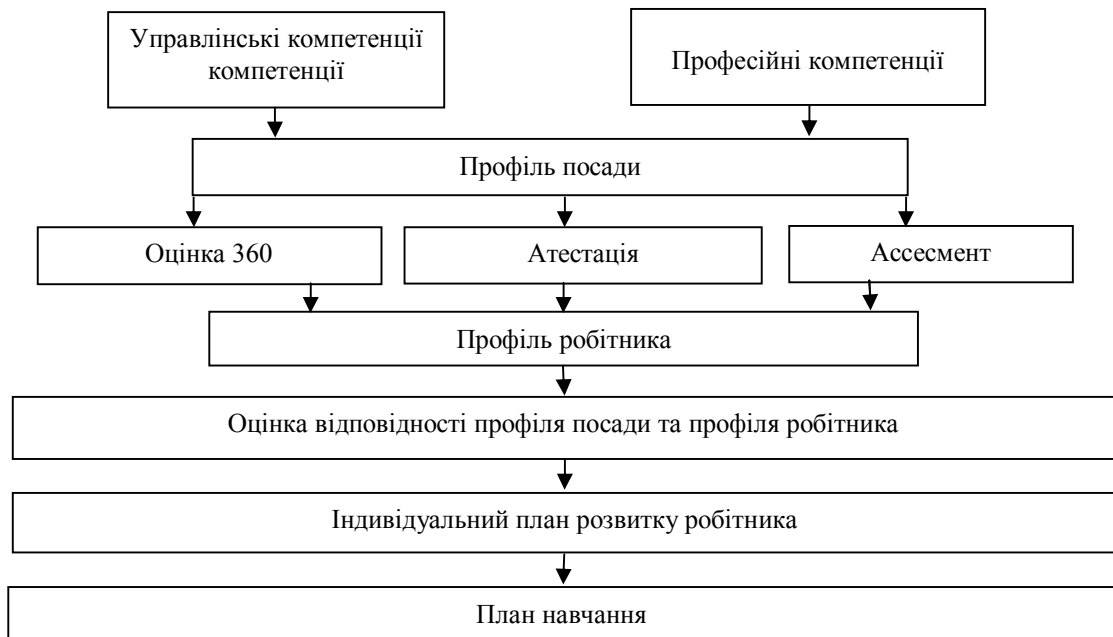 Управлінські компетенції
компетенції
Професійні компетенції
Профіль посади
Оцінка 360
Атестація
Ассесмент
Профіль робітника
Оцінка відповідності профіля посади та профіля робітника
Індивідуальний план розвитку робітника
План навчання